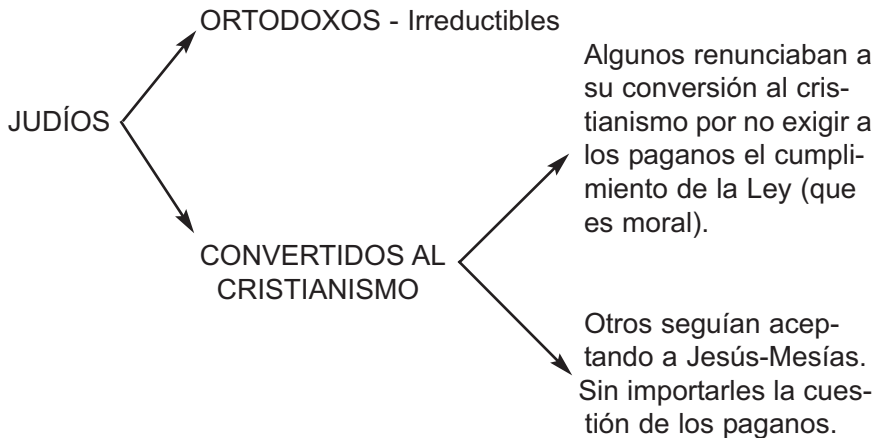 ORTODOXOS - Irreductibles
JUDÍOS
CONVERTIDOS AL
CRISTIANISMO
Algunos renunciaban a
su conversión al cris-
tianismo por no exigir a
los paganos el cumpli-
miento de la Ley (que
es moral).
Otros seguían acep-
tando a Jesús-Mesías.
Sin importarles la cues-
tión de los paganos.